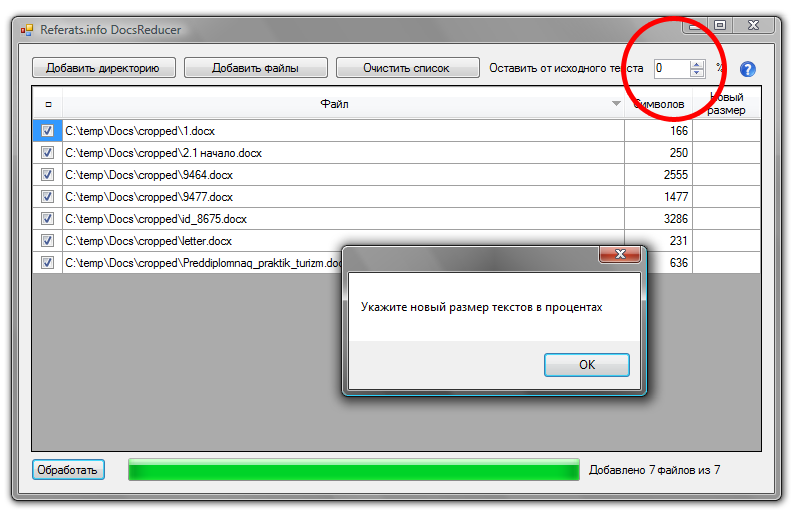 Referats.info DocsReducer
Добавить директорию Добавить файлы Очистить список Оставить от исходного текста 0 % ?
Файл Символов Новый размер
C:\temp\Docs\cropped\1.docx 166
C:\temp\Docs\cropped\2.1 начало.docx 250
C:\temp\Docs\cropped\9464.docx 2555
C:\temp\Docs\cropped\9477.docx 1477
C:\temp\Docs\cropped\id_8675.docx 3286
C:\temp\Docs\cropped\letter.docx 231
C:\temp\Docs\cropped\Preddiplomnaq_praktik_turizm.doc 636
Укажите новый размер текстов в процентах
OK
Обработать Добавлено 7 файлов из 7